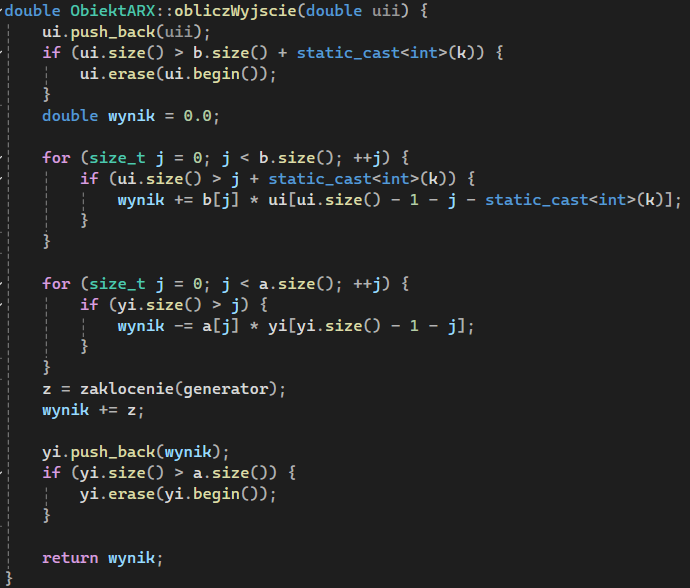 double ObiektARX::obliczWyjscie(double uii) {
    ui.push_back(uii);
    if (ui.size() > b.size() + static_cast<int>(k)) {
        ui.erase(ui.begin());
    }
    double wynik = 0.0;

    for (size_t j = 0; j < b.size(); ++j) {
        if (ui.size() > j + static_cast<int>(k)) {
            wynik += b[j] * ui[ui.size() - 1 - j - static_cast<int>(k)];
        }
    }

    for (size_t j = 0; j < a.size(); ++j) {
        if (yi.size() > j) {
            wynik -= a[j] * yi[yi.size() - 1 - j];
        }
    }
    z = zaklocenie(generator);
    wynik += z;

    yi.push_back(wynik);
    if (yi.size() > a.size()) {
        yi.erase(yi.begin());
    }

    return wynik;
}